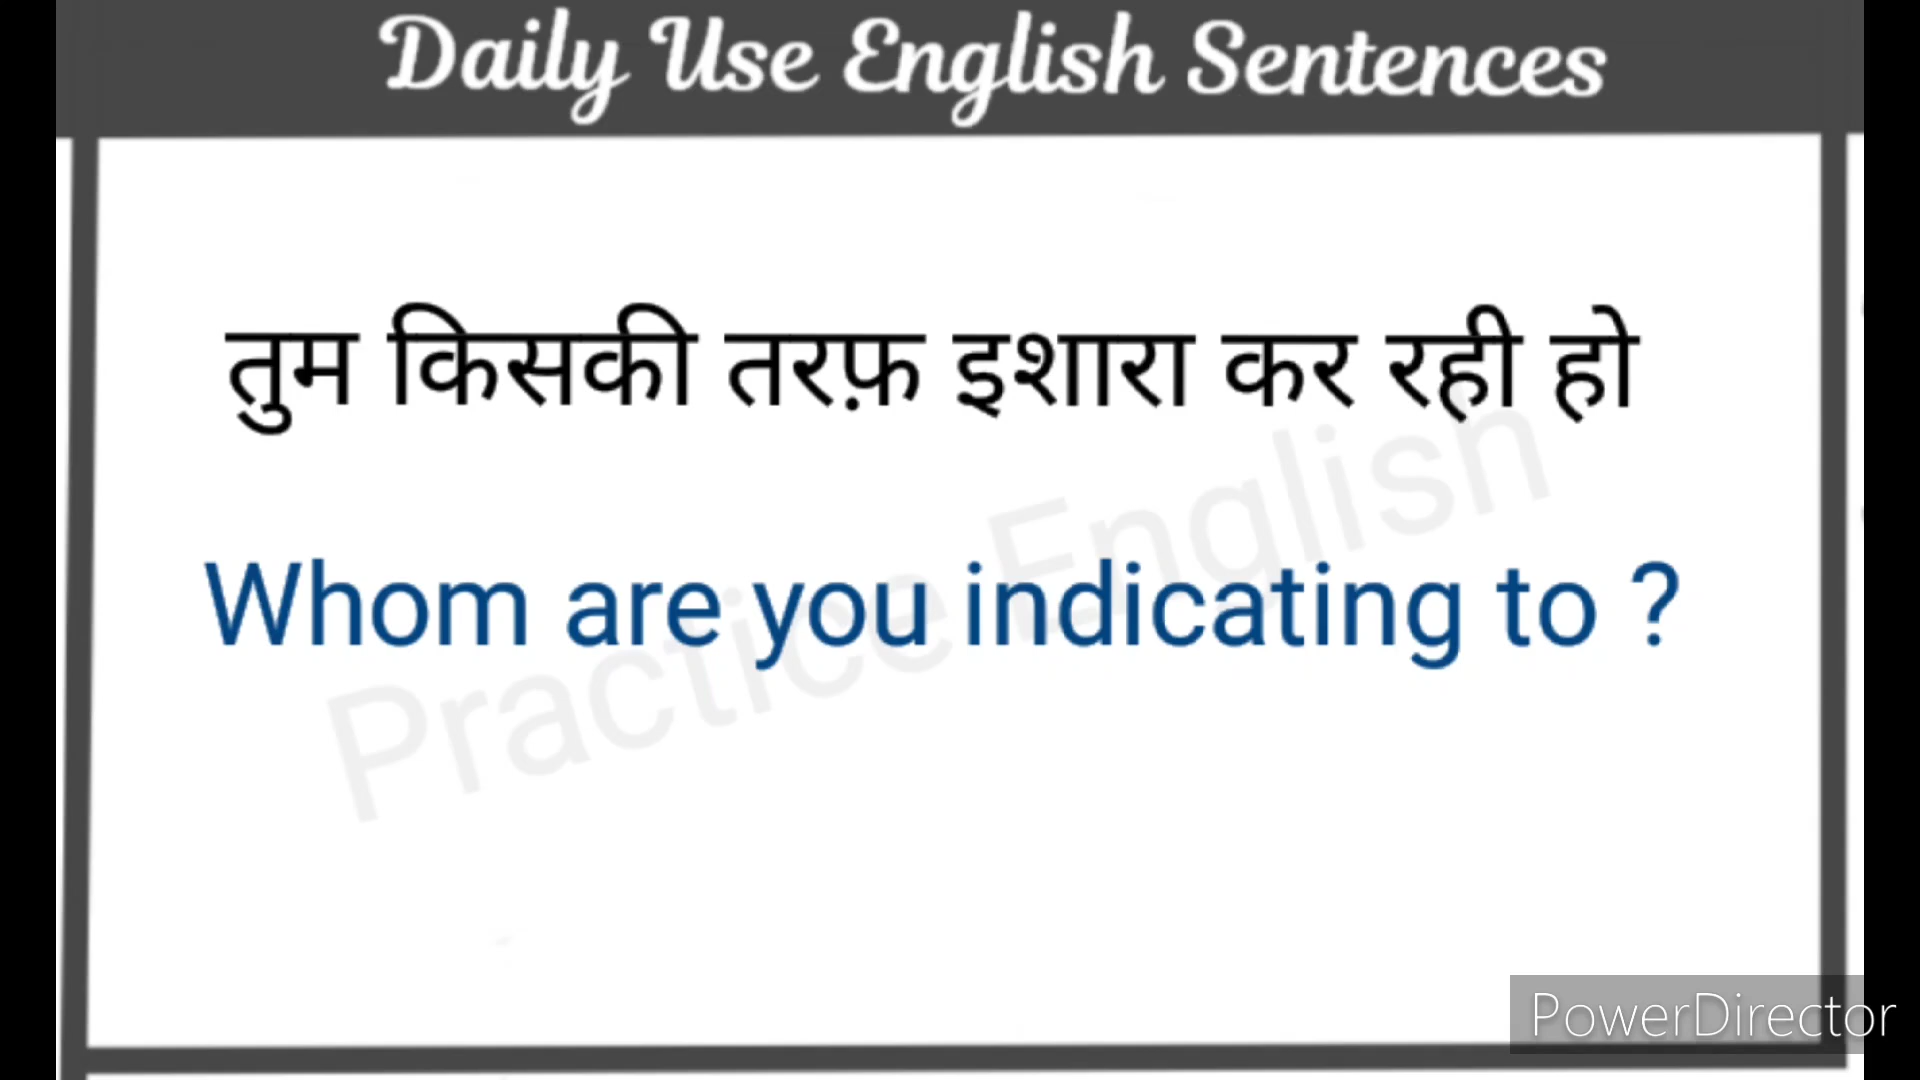 Daily Use English Sentences
तुम किसकी तरफ़ इशारा कर रही हो
Whom are you indicating to ?
Practice English
PowerDirector